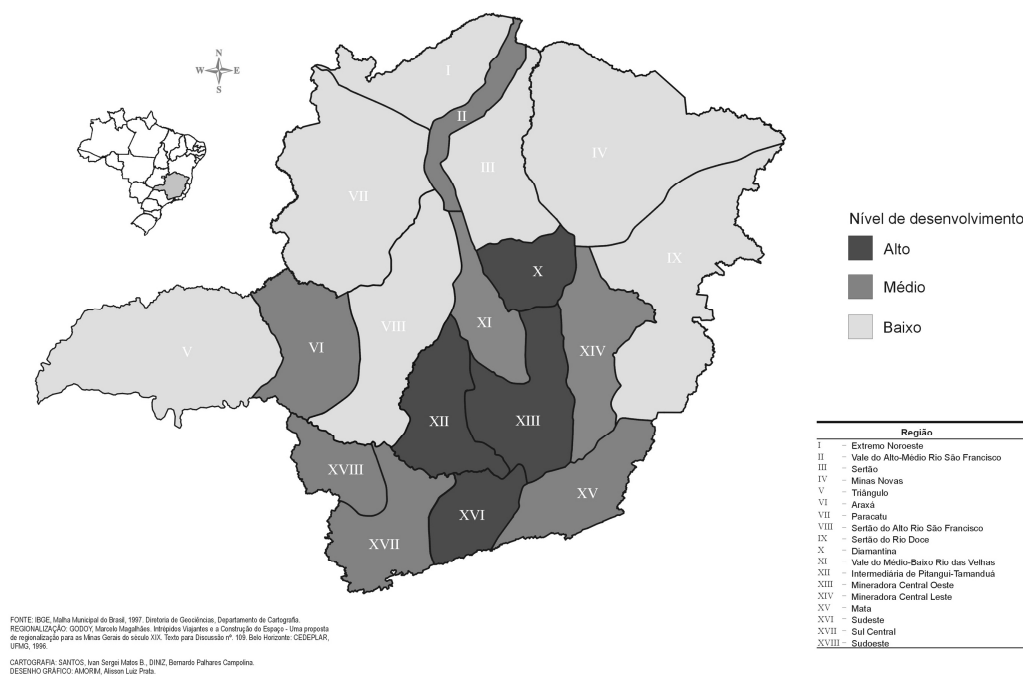 N
W E
S
I
II
III
IV
VII
IX
X
VIII
XI
V
VI
XIV
XII
XIII
XVIII
XV
XVI
XVII
Nível de desenvolvimento
Alto
Médio
Baixo
Região
I – Extremo Noroeste
II – Vale do Alto-Médio Rio São Francisco
III – Sertão
IV – Minas Novas
V – Triângulo
VI – Araxá
VII – Paracatu
VIII – Sertão do Alto Rio São Francisco
IX – Sertão do Rio Doce
X – Diamantina
XI Vale do Médio-Baixo Rio das Velhas
XII – Intermediária de Pitangui-Tamanduá
XIII – Mineradora Central Oeste
XIV – Mineradora Central Leste
XV – Mata
XVI – Sudeste
XVII – Sul Central
XVIII – Sudoeste
FONTE: IBGE, Malha Municipal do Brasil, 1997. Diretoria de Geociências, Departamento de Cartografia.
REGIONALIZAÇÃO: GODOY, Marcelo Magalhães. Intrépidos Viajantes e a Construção do Espaço - Uma proposta
de regionalização para as Minas Gerais do século XIX. Texto para Discussão nº. 109. Belo Horizonte: CEDEPLAR,
UFMG, 1996.
CARTOGRAFIA: SANTOS, Ivan Sergei Matos B., DINIZ, Bernardo Palhares Campolina.
DESENHO GRÁFICO: AMORIM, Alisson Luiz Prata.